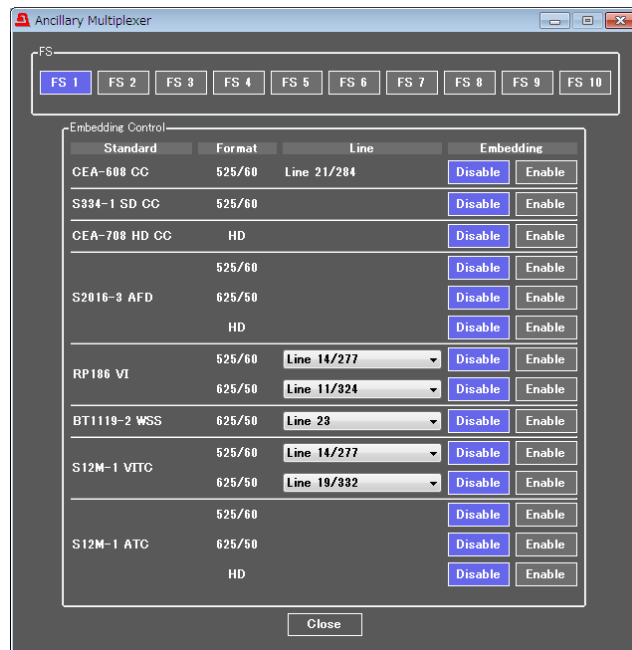 Ancillary Multiplexer
FS
FS 1 FS 2 FS 3 FS 4 FS 5 FS 6 FS 7 FS 8 FS 9 FS 10
Embedding Control
Standard Format Line Embedding
CEA-608 CC 525/60 Line 21/284 Disable Enable
S334-1 SD CC 525/60 Disable Enable
CEA-708 HD CC HD Disable Enable
525/60 Disable Enable
S2016-3 AFD 625/50 Disable Enable
HD Disable Enable
RP186 VI 525/60 Line 14/277 Disable Enable
625/50 Line 11/324 Disable Enable
BT1119-2 WSS 625/50 Line 23 Disable Enable
S12M-1 VITC 525/60 Line 14/277 Disable Enable
625/50 Line 19/332 Disable Enable
525/60 Disable Enable
S12M-1 ATC 625/50 Disable Enable
HD Disable Enable
Close